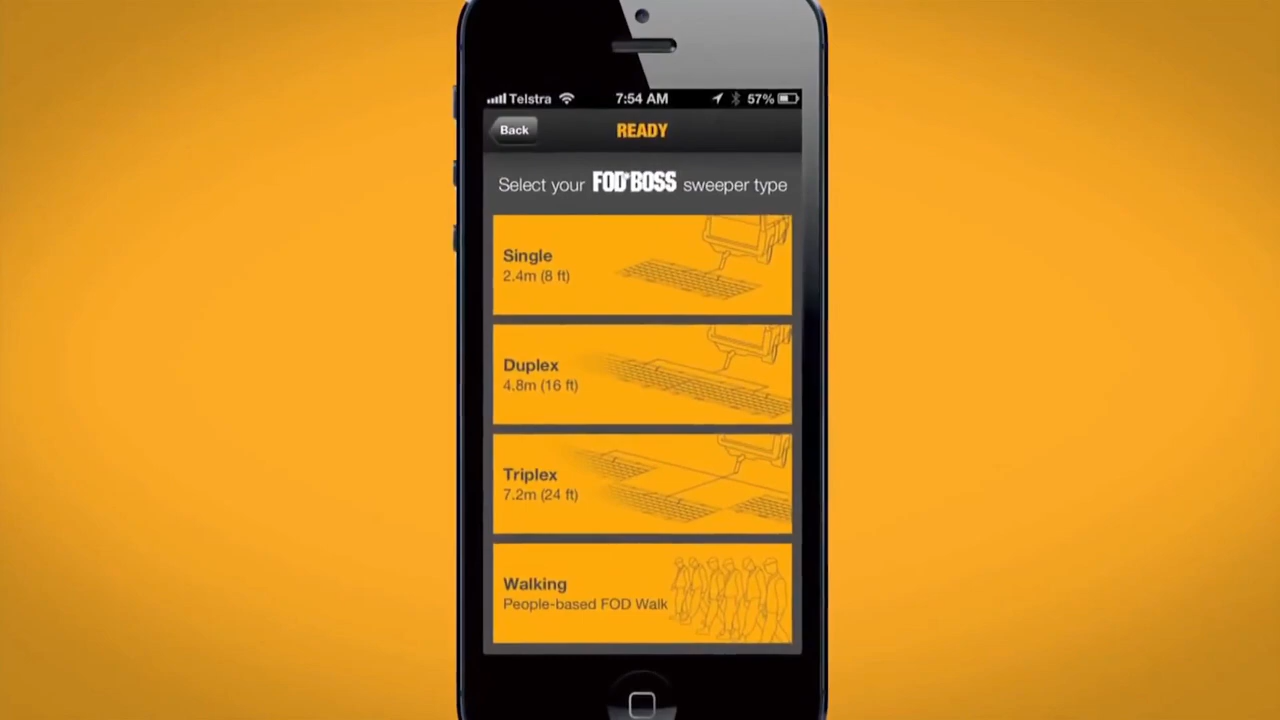 Telstra 7:54 AM 57%
Back READY
Select your FOD*BOSS sweeper type
Single
2.4m (8 ft)
Duplex
4.8m (16 ft)
Triplex
7.2m (24 ft)
Walking
People-based FOD Walk